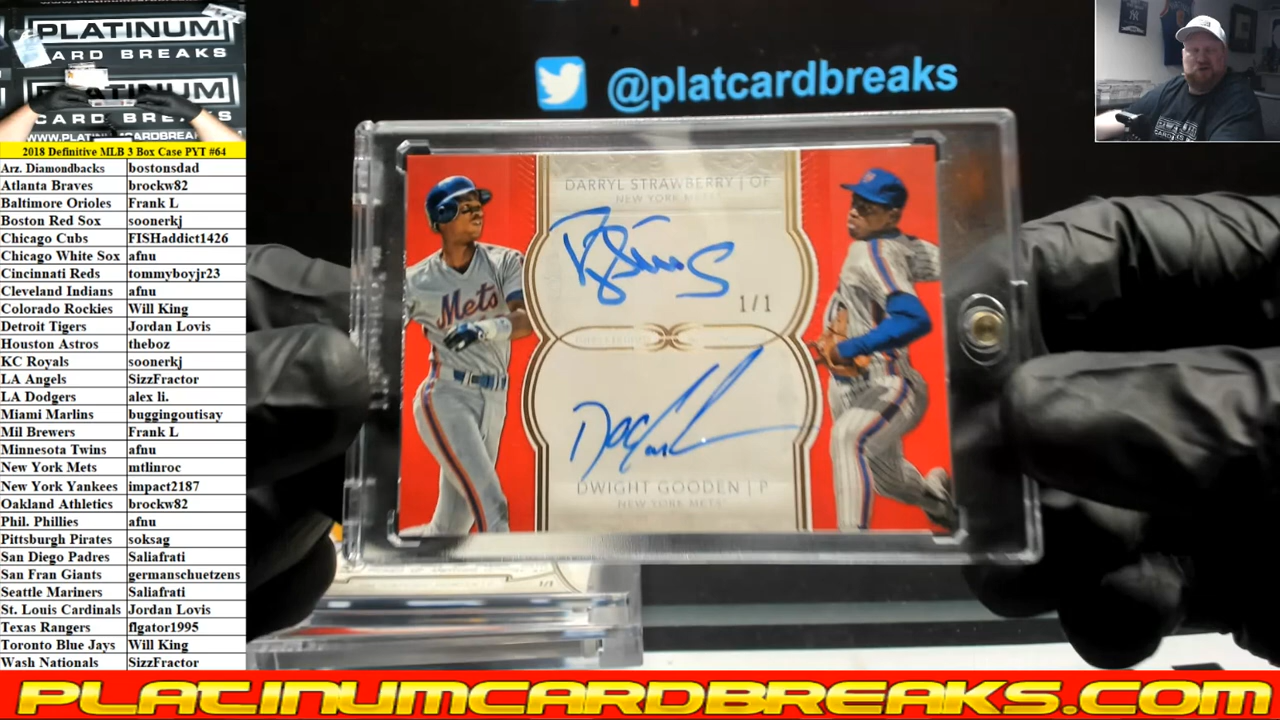 PLATINUM
CARD BREAKS
PLATINUM
CARD BREAKS
WWW.PLATINUMCARDBREAKS
2018 Definitive MLB 3 Box Case PYT #64
Arz. Diamondbacks bostonsdad
Atlanta Braves brockw82
Baltimore Orioles Frank L
Boston Red Sox soonerkj
Chicago Cubs FISHaddict1426
Chicago White Sox afnu
Cincinnati Reds tommyboyjr23
Cleveland Indians afnu
Colorado Rockies Will King
Detroit Tigers Jordan Lovis
Houston Astros theboz
KC Royals soonerkj
LA Angels SizzFractor
LA Dodgers alex li.
Miami Marlins buggingoutisay
Mil Brewers Frank L
Minnesota Twins afnu
New York Mets mtlinroc
New York Yankees impact2187
Oakland Athletics brockw82
Phil. Phillies afnu
Pittsburgh Pirates soksag
San Diego Padres Saliafrati
San Fran Giants germanschuetzens
Seattle Mariners Saliafrati
St. Louis Cardinals Jordan Lovis
Texas Rangers flgator1995
Toronto Blue Jays Will King
Wash Nationals SizzFractor
@platcardbreaks
DARRYL STRAWBERRY | OF
NEW YORK METS
Mets
1/1
DWIGHT GOODEN | P
NEW YORK METS
1/1
PLATINUMCARDBREAKS.COM